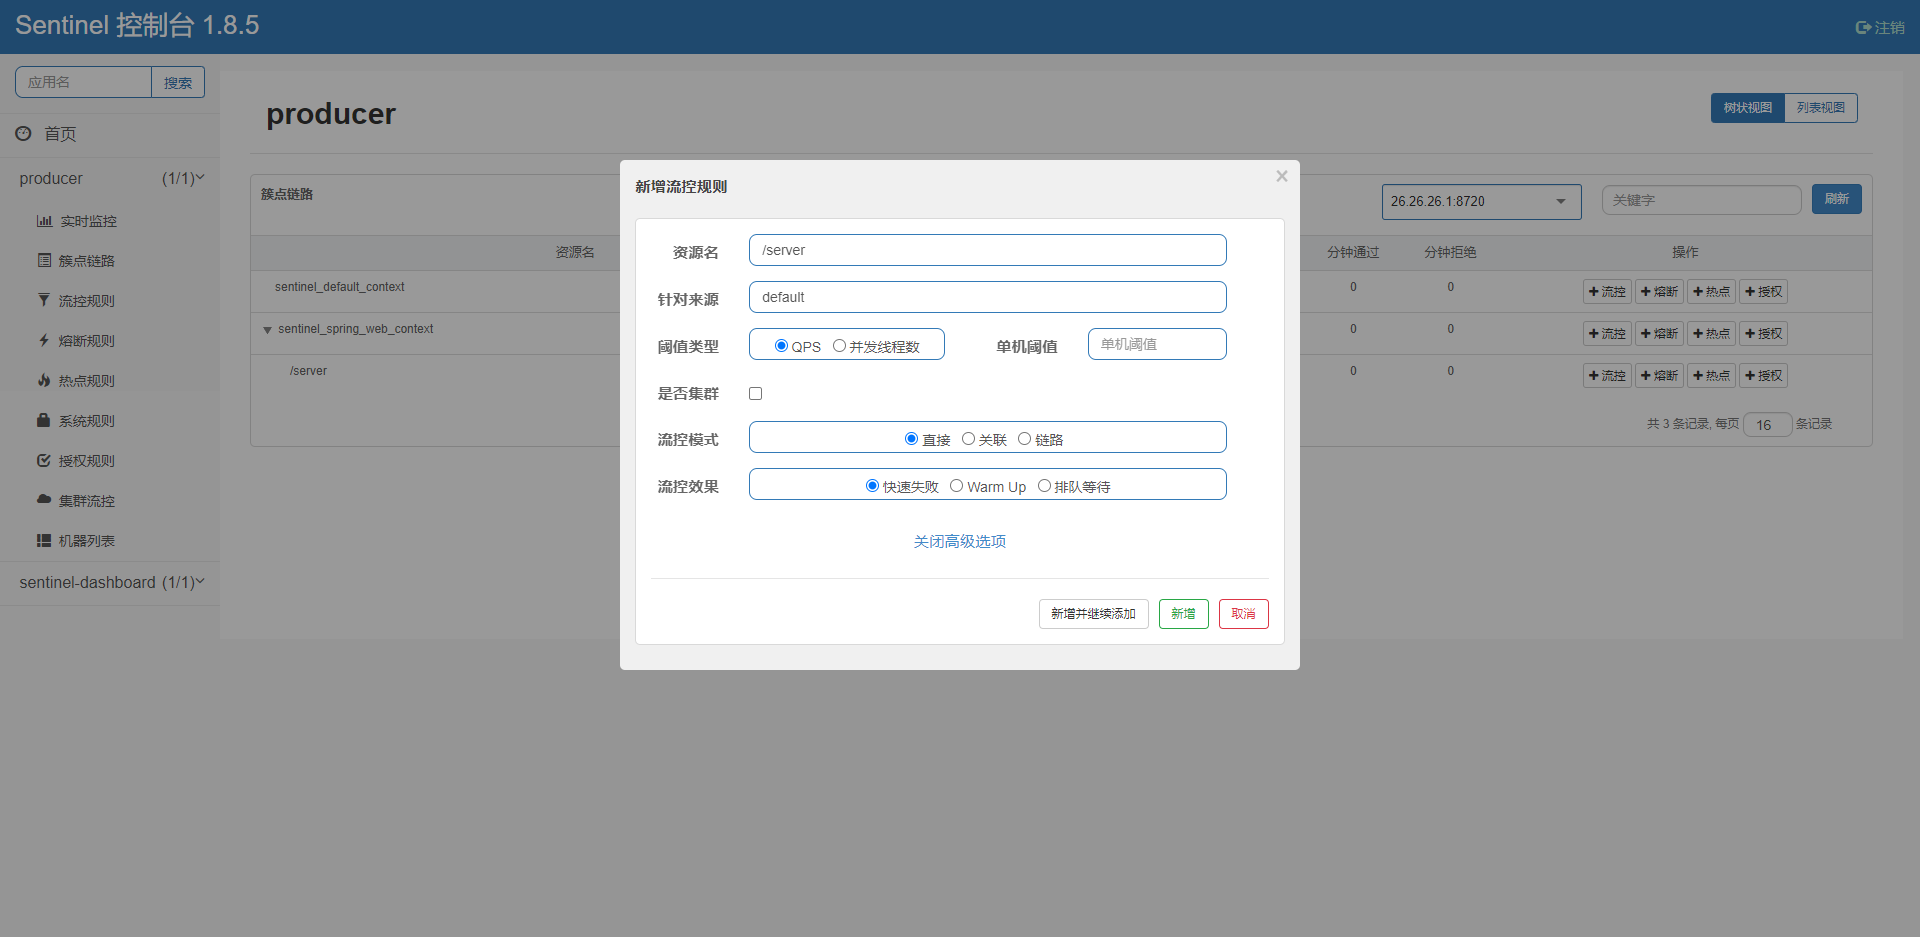 Sentinel 控制台 1.8.5
注销
应用名 搜索
首页
producer (1/1)
实时监控
簇点链路
流控规则
熔断规则
热点规则
系统规则
授权规则
集群流控
机器列表
sentinel-dashboard (1/1)
producer
树状视图 列表视图
簇点链路
26.26.26.1:8720 关键字 刷新
资源名 分钟通过 分钟拒绝 操作
sentinel_default_context 0 0 流控 熔断 热点 授权
sentinel_spring_web_context 0 0 流控 熔断 热点 授权
/server 0 0 流控 熔断 热点 授权
共 3 条记录, 每页 16 条记录
新增流控规则
×
资源名 /server
针对来源 default
阈值类型 QPS 并发线程数 单机阈值 单机阈值
是否集群
流控模式 直接 关联 链路
流控效果 快速失败 Warm Up 排队等待
关闭高级选项
新增并继续添加 新增 取消